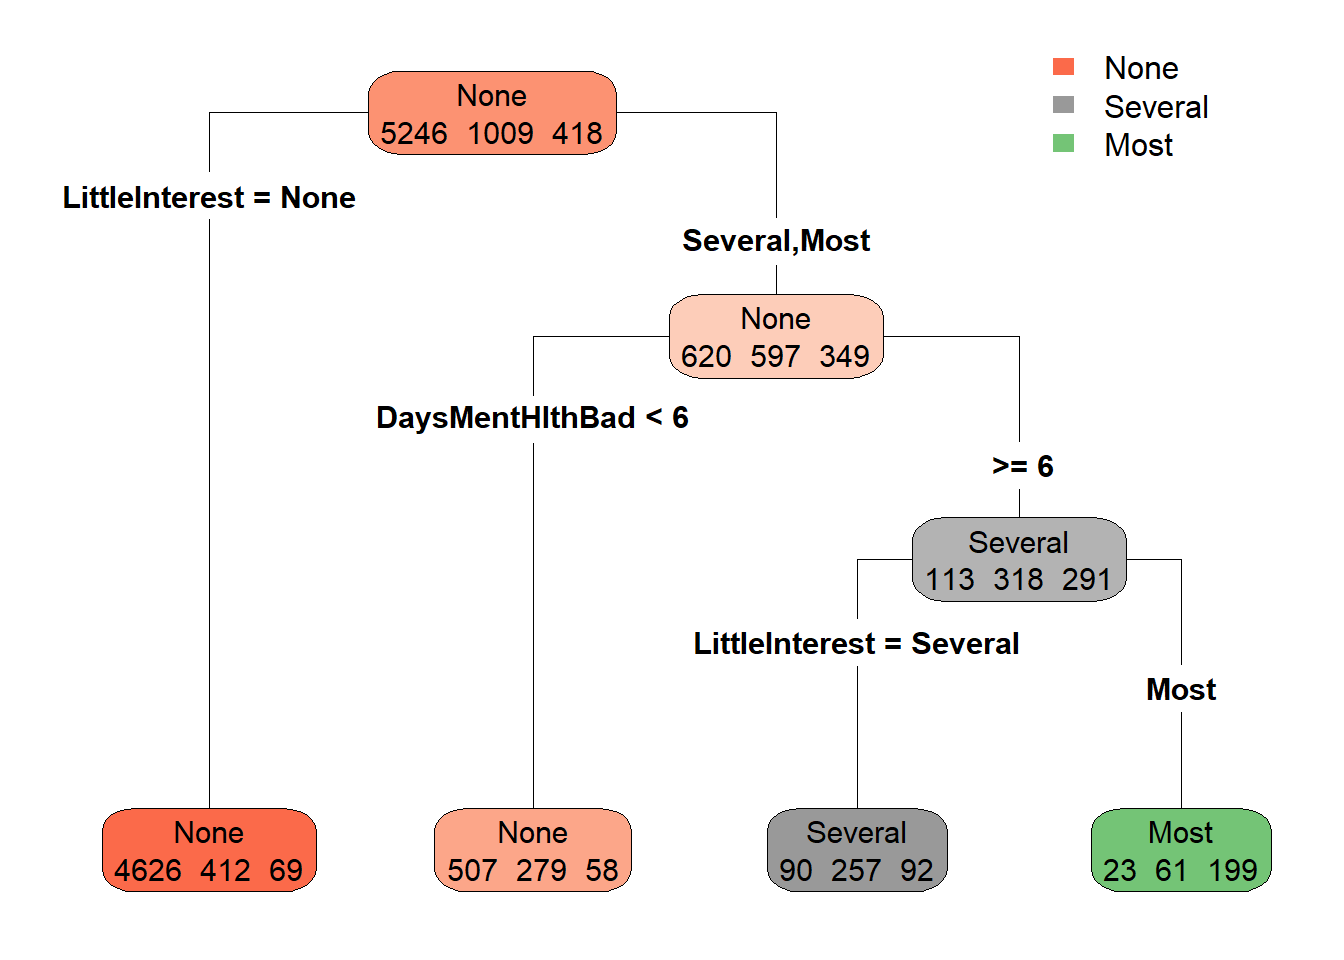 None
5246 1009 418
None
Several
Most
LittleInterest = None
Several,Most
None
620 597 349
DaysMentHlthBad < 6
>= 6
Several
113 318 291
LittleInterest = Several
Most
None
4626 412 69
None
507 279 58
Several
90 257 92
Most
23 61 199